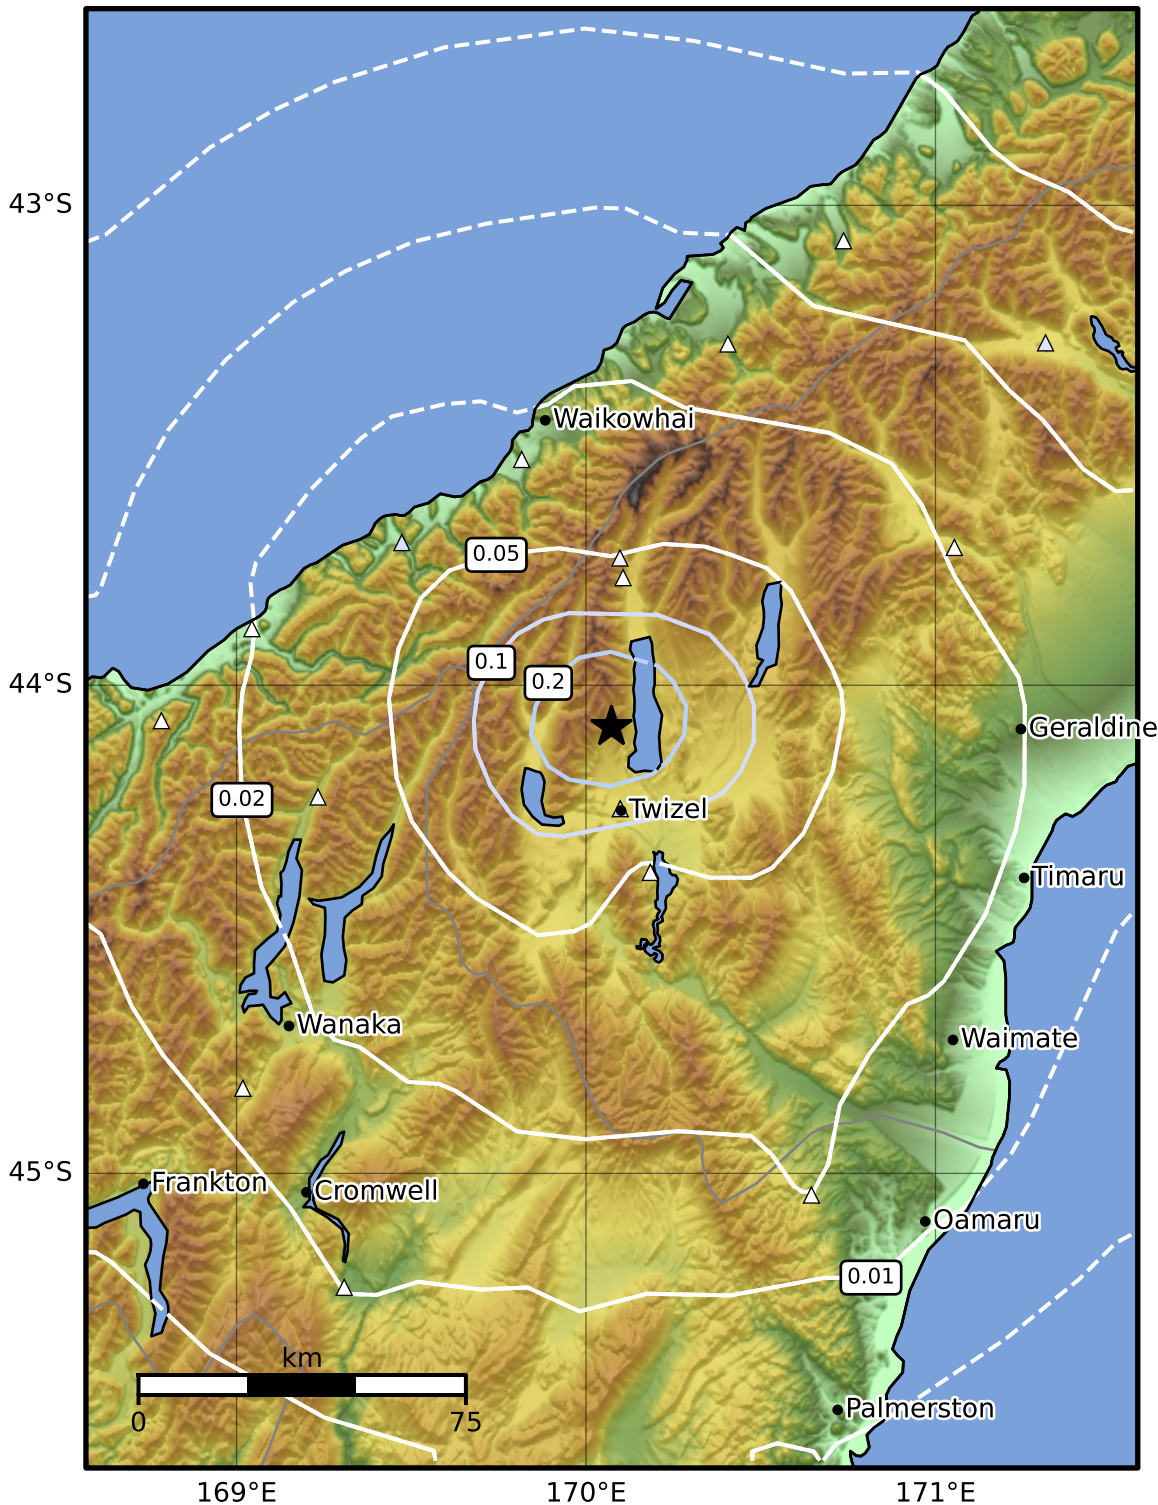 43°S
Waikowhai
0.05
0.1
0.2
44°S
Geraldine
0.02
Twizel
Timaru
Wanaka
Waimate
45°S
Frankton
Cromwell
Oamaru
0.01
km
0
75
Palmerston
169°E
170°E
171°E